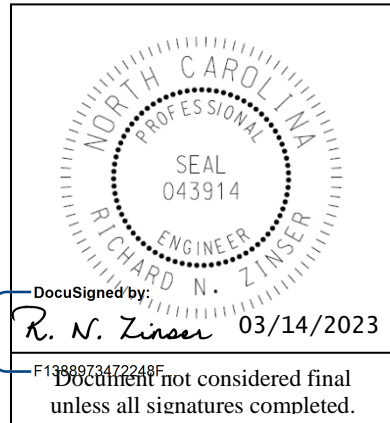 NORTH CAROLINA
PROFESSIONAL
SEAL
043914
ENGINEER
RICHARD N. ZINSER
DocuSigned by:
R. N. Zinser 03/14/2023
F1388973472248F...
Document not considered final
unless all signatures completed.